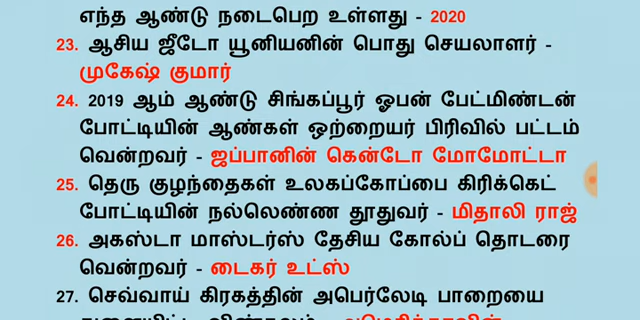 எந்த ஆண்டு நடைபெற உள்ளது - 2020
23. ஆசிய ஜீடோ யூனியனின் பொது செயலாளர் -
முகேஷ் குமார்
24. 2019 ஆம் ஆண்டு சிங்கப்பூர் ஓபன் பேட்மிண்டன்
போட்டியின் ஆண்கள் ஒற்றையர் பிரிவில் பட்டம்
வென்றவர் - ஜப்பானின் கென்டோ மோமோட்டா
25. தெரு குழந்தைகள் உலகப்கோப்பை கிரிக்கெட்
போட்டியின் நல்லெண்ண தூதுவர் - மிதாலி ராஜ்
26. அகஸ்டா மாஸ்டர்ஸ் தேசிய கோல்ப் தொடரை
வென்றவர் - டைகர் உட்ஸ்
27. செவ்வாய் கிரகத்தின் அபெர்லேடி பாறையை